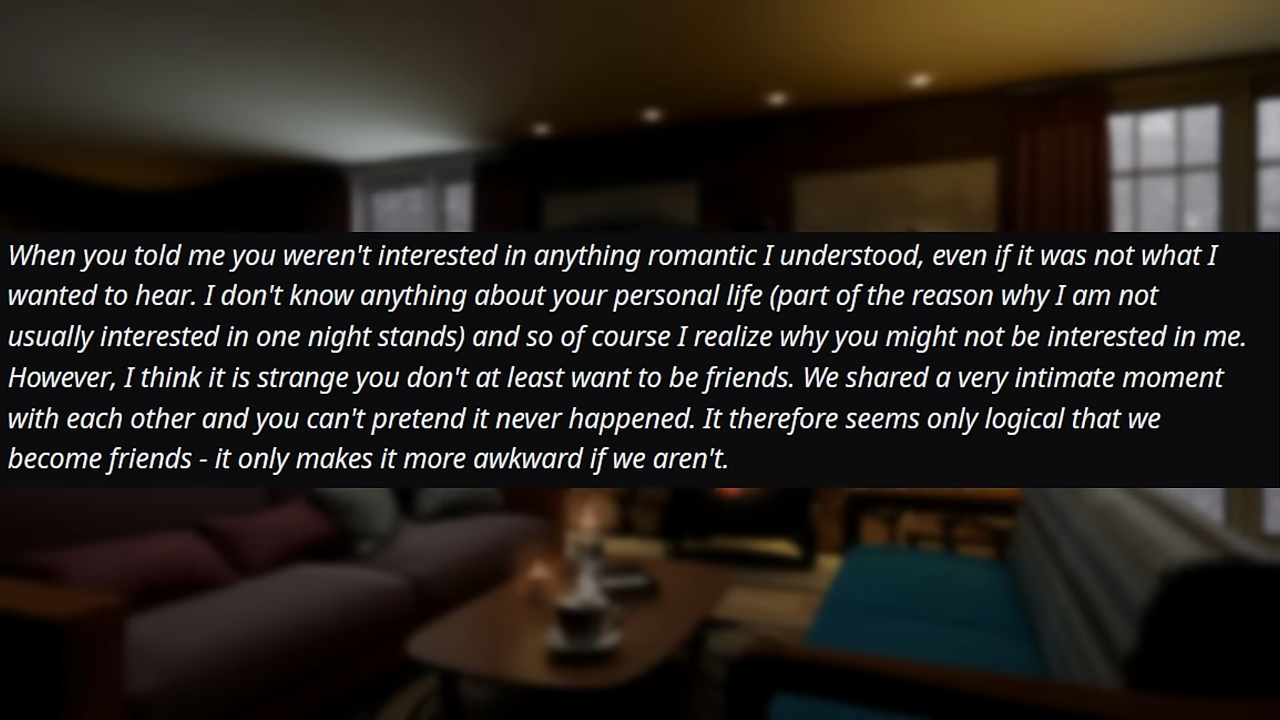 When you told me you weren't interested in anything romantic I understood, even if it was not what I
wanted to hear. I don't know anything about your personal life (part of the reason why I am not
usually interested in one night stands) and so of course I realize why you might not be interested in me.
However, I think it is strange you don't at least want to be friends. We shared a very intimate moment
with each other and you can't pretend it never happened. It therefore seems only logical that we
become friends - it only makes it more awkward if we aren't.